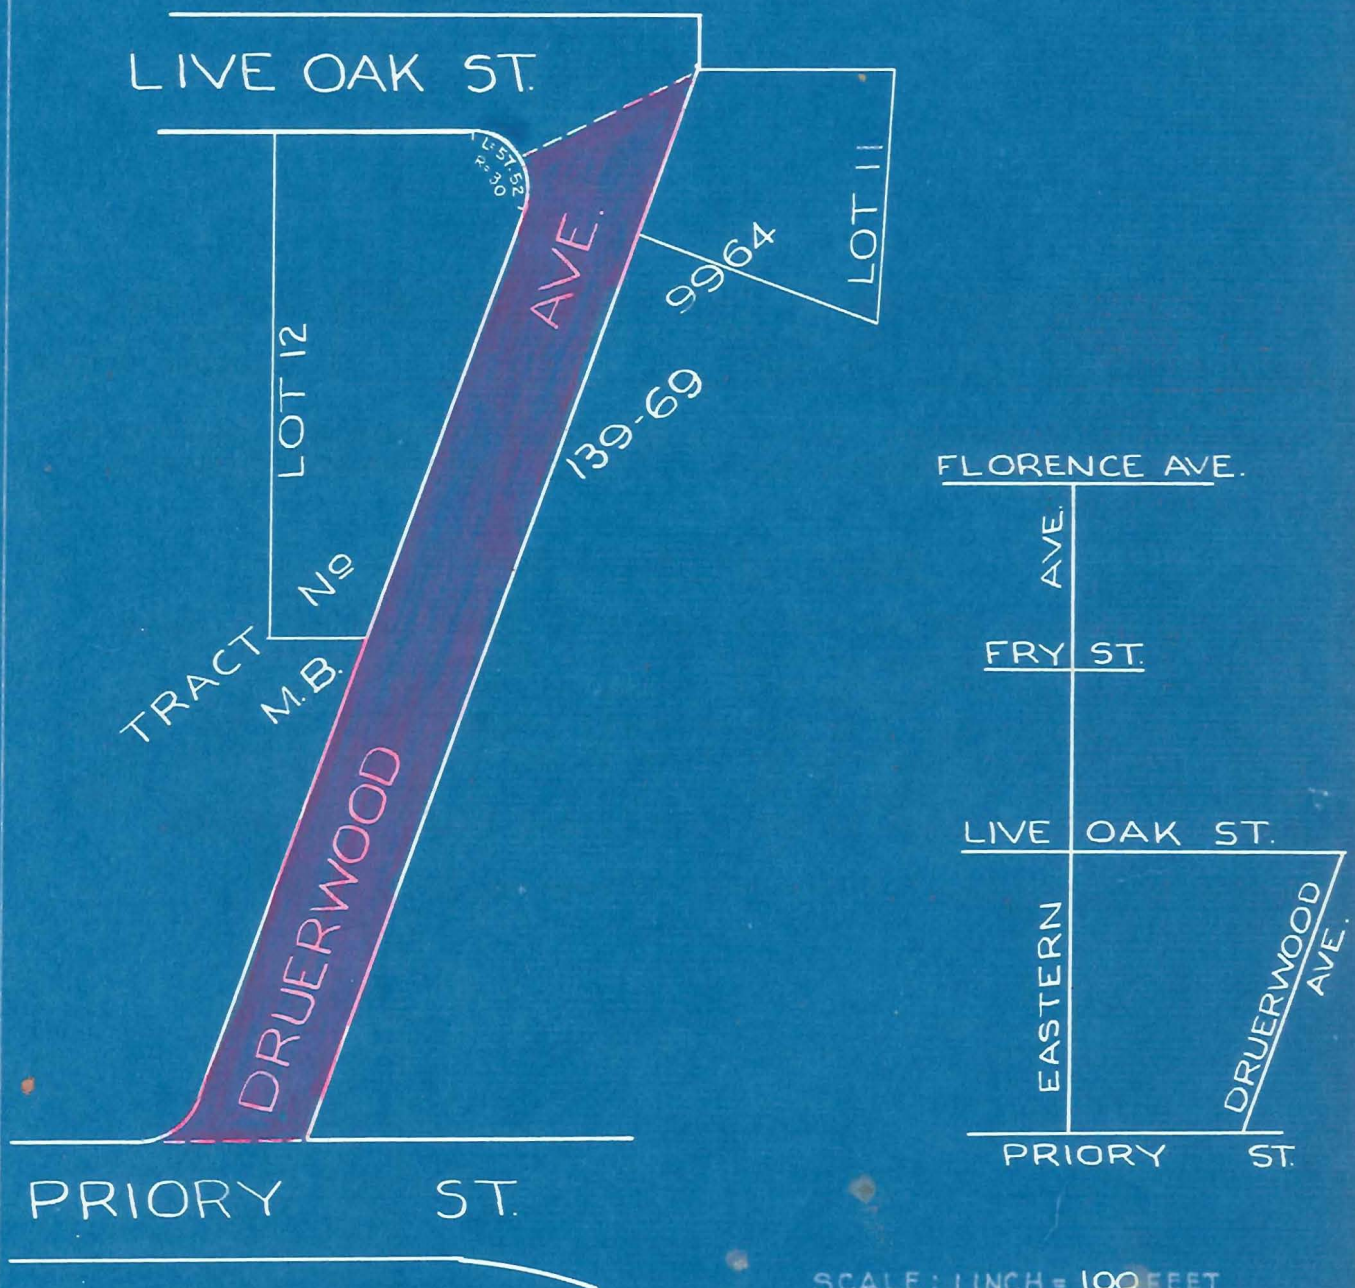 LIVE OAK ST.
L=57.52
R=30
LOT 11
AVE.
DRUERWOOD
LOT 12
TRACT Nº 9964
M.B. 139-69
PRIORY ST.
FLORENCE AVE.
EASTERN AVE.
FRY ST.
LIVE OAK ST.
DRUERWOOD AVE.
PRIORY ST.
SCALE: 1 INCH = 100 FEET